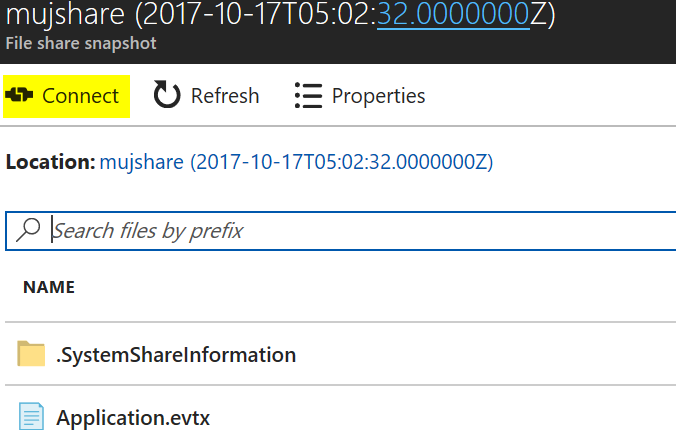 mujshare (2017-10-17T05:02:32.0000000Z)
File share snapshot
Connect Refresh Properties
Location: mujshare (2017-10-17T05:02:32.0000000Z)
Search files by prefix
NAME
.SystemShareInformation
Application.evtx